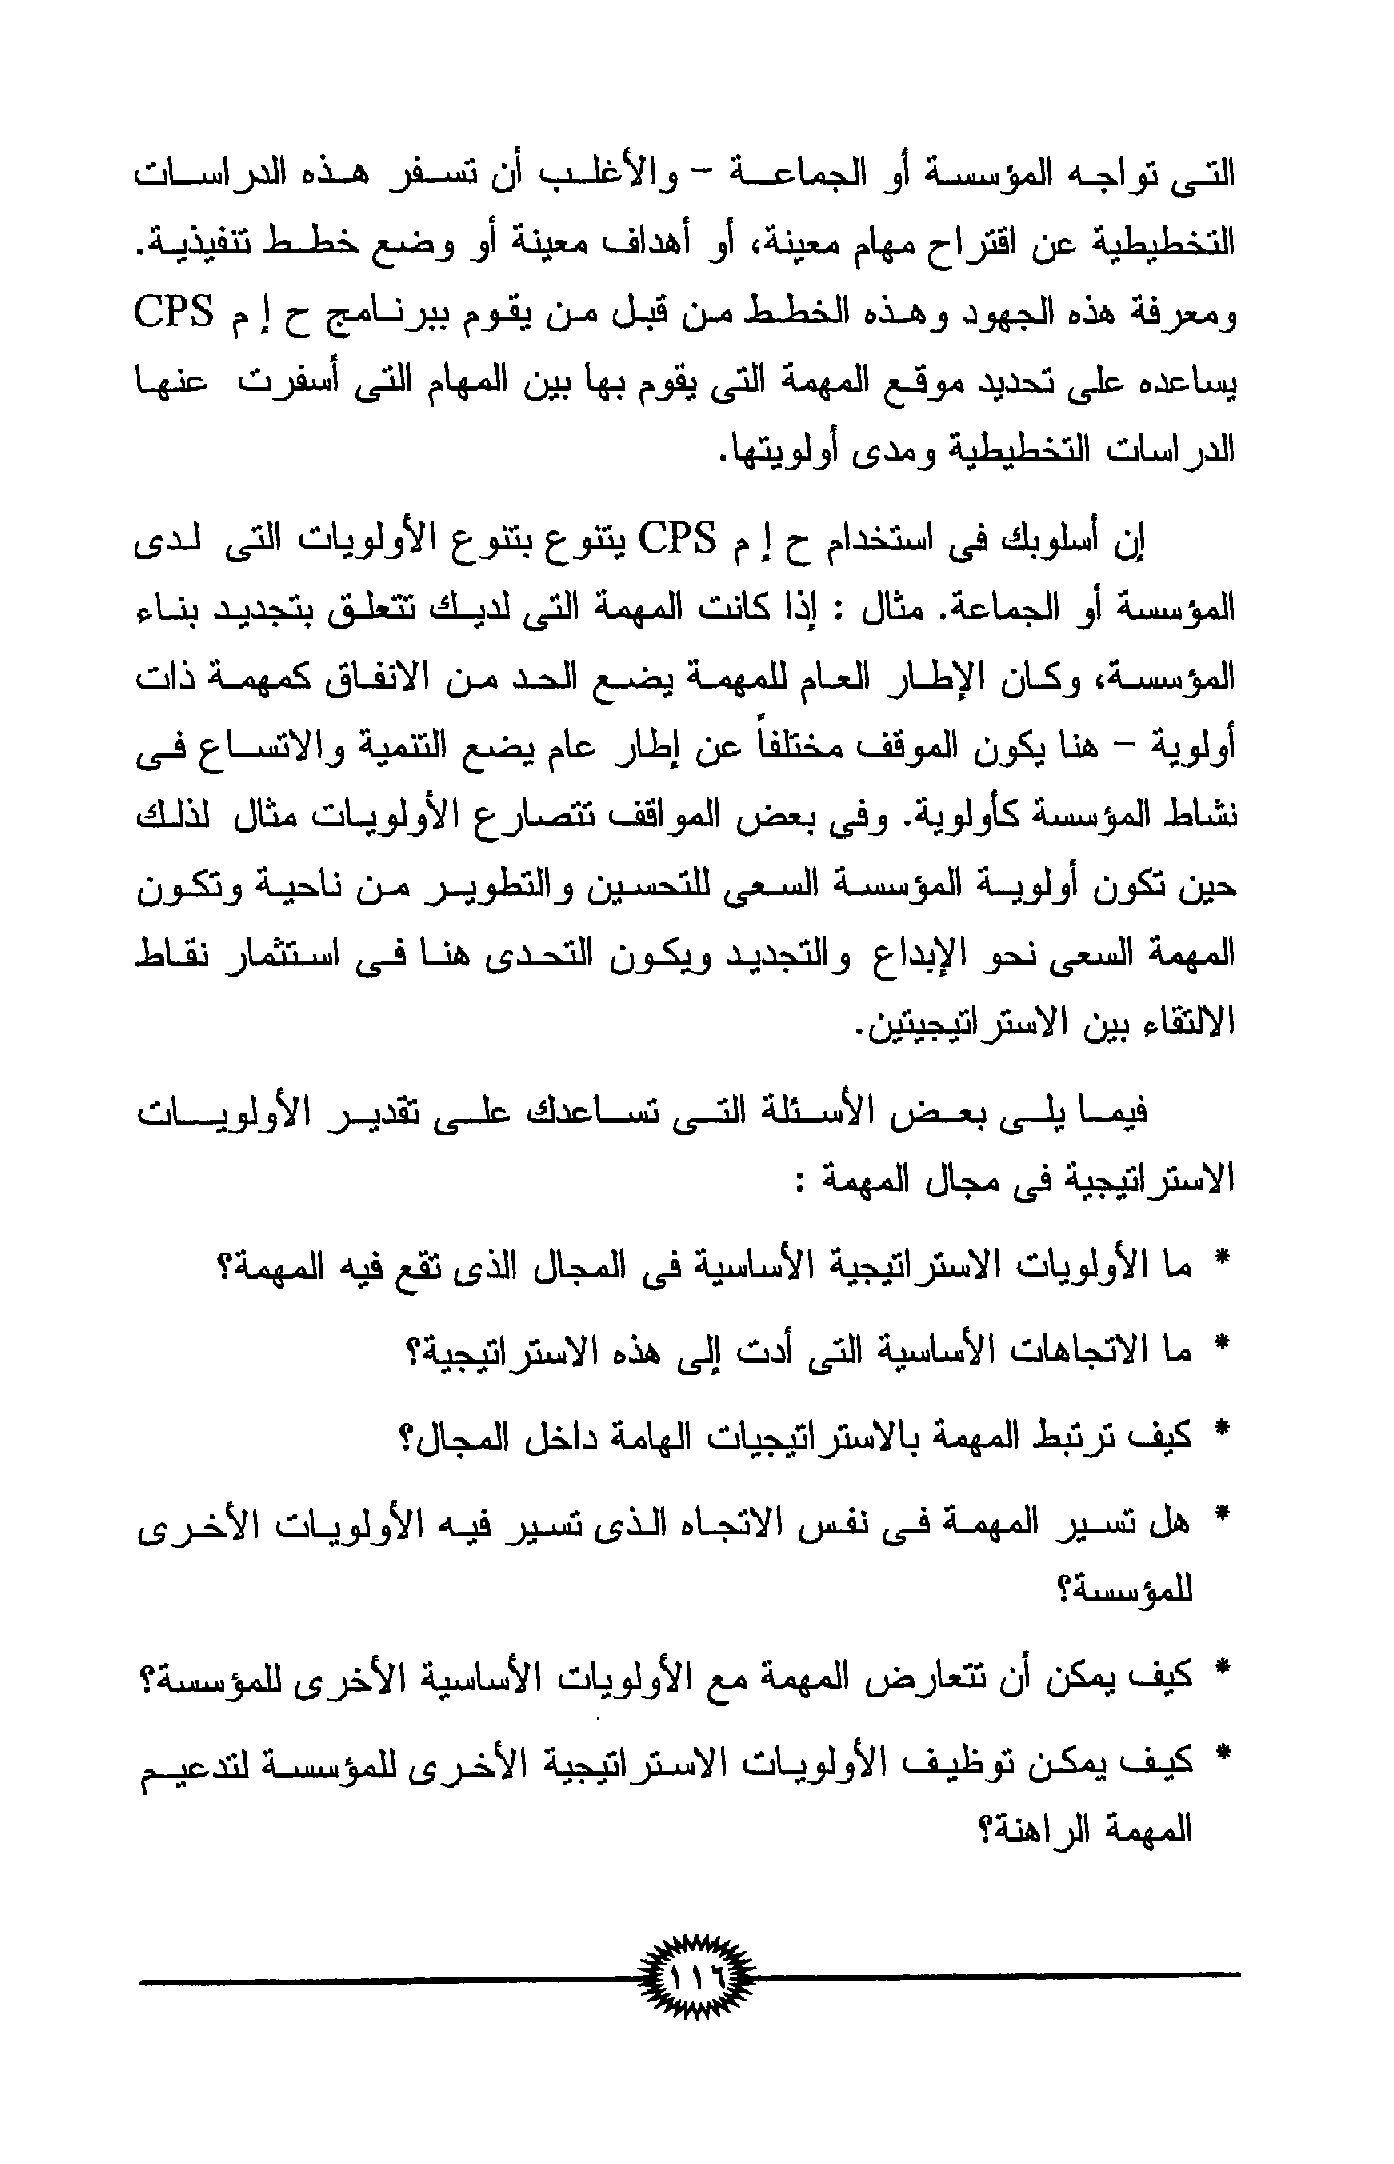 التى تواجه المؤسسة أو الجماعة – والأغلب أن تسفر هذه الدراسات
التخطيطية عن اقتراح مهام معينة، أو أهداف معينة أو وضع خطط تنفيذية.
ومعرفة هذه الجهود وهذه الخطط من قبل من يقوم ببرنامج ح إ م CPS
يساعده على تحديد موقع المهمة التى يقوم بها بين المهام التى أسفرت عنها
الدراسات التخطيطية ومدى أولويتها.
إن أسلوبك فى استخدام ح إ م CPS يتنوع بتنوع الأولويات التى لدى
المؤسسة أو الجماعة. مثال : إذا كانت المهمة التى لديك تتعلق بتجديد بناء
المؤسسة، وكان الإطار العام للمهمة يضع الحد من الانفاق كمهمة ذات
أولوية – هنا يكون الموقف مختلفاً عن إطار عام يضع التنمية والاتساع فى
نشاط المؤسسة كأولوية. وفى بعض المواقف تتصارع الأولويات مثال لذلك
حين تكون أولوية المؤسسة السعى للتحسين والتطوير من ناحية وتكون
المهمة السعى نحو الإبداع والتجديد ويكون التحدى هنا فى استثمار نقاط
الالتقاء بين الاستراتيجيتين.
فيما يلى بعض الأسئلة التى تساعدك على تقدير الأولويات
الاستراتيجية فى مجال المهمة :
* ما الأولويات الاستراتيجية الأساسية فى المجال الذى تقع فيه المهمة؟
* ما الاتجاهات الأساسية التى أدت إلى هذه الاستراتيجية؟
* كيف ترتبط المهمة بالاستراتيجيات الهامة داخل المجال؟
* هل تسير المهمة فى نفس الاتجاه الذى تسير فيه الأولويات الأخرى
للمؤسسة؟
* كيف يمكن أن تتعارض المهمة مع الأولويات الأساسية الأخرى للمؤسسة؟
* كيف يمكن توظيف الأولويات الاستراتيجية الأخرى للمؤسسة لتدعيم
المهمة الراهنة؟
١١٦